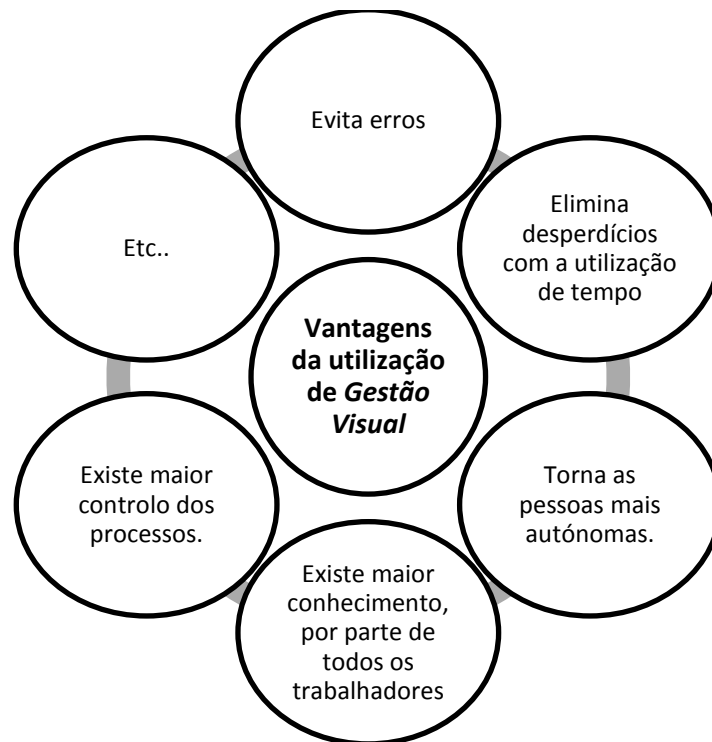 Evita erros
Elimina
desperdícios
com a utilização
de tempo
Torna as
pessoas mais
autónomas.
Existe maior
conhecimento,
por parte de
todos os
trabalhadores
Existe maior
controlo dos
processos.
Etc..
Vantagens
da utilização
de Gestão
Visual